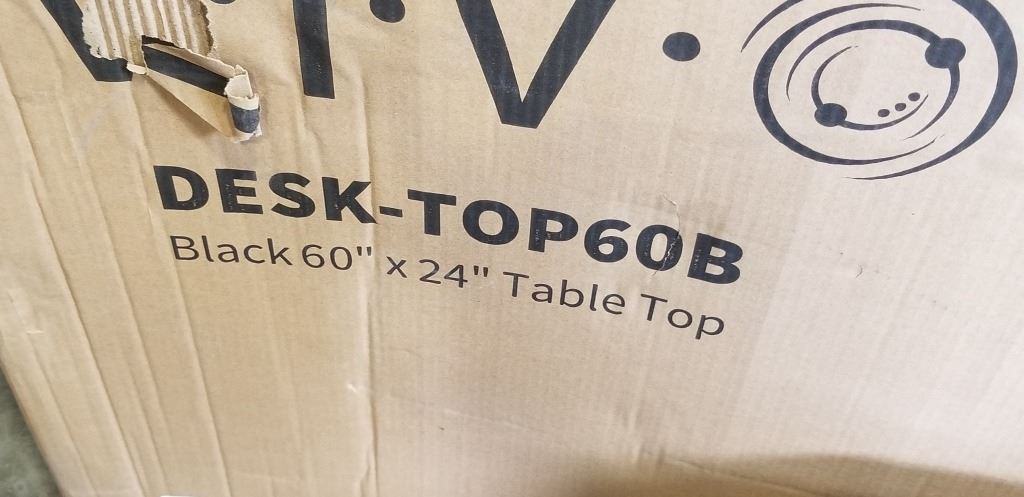 V·I·V·O
DESK-TOP60B
Black 60" x 24" Table Top